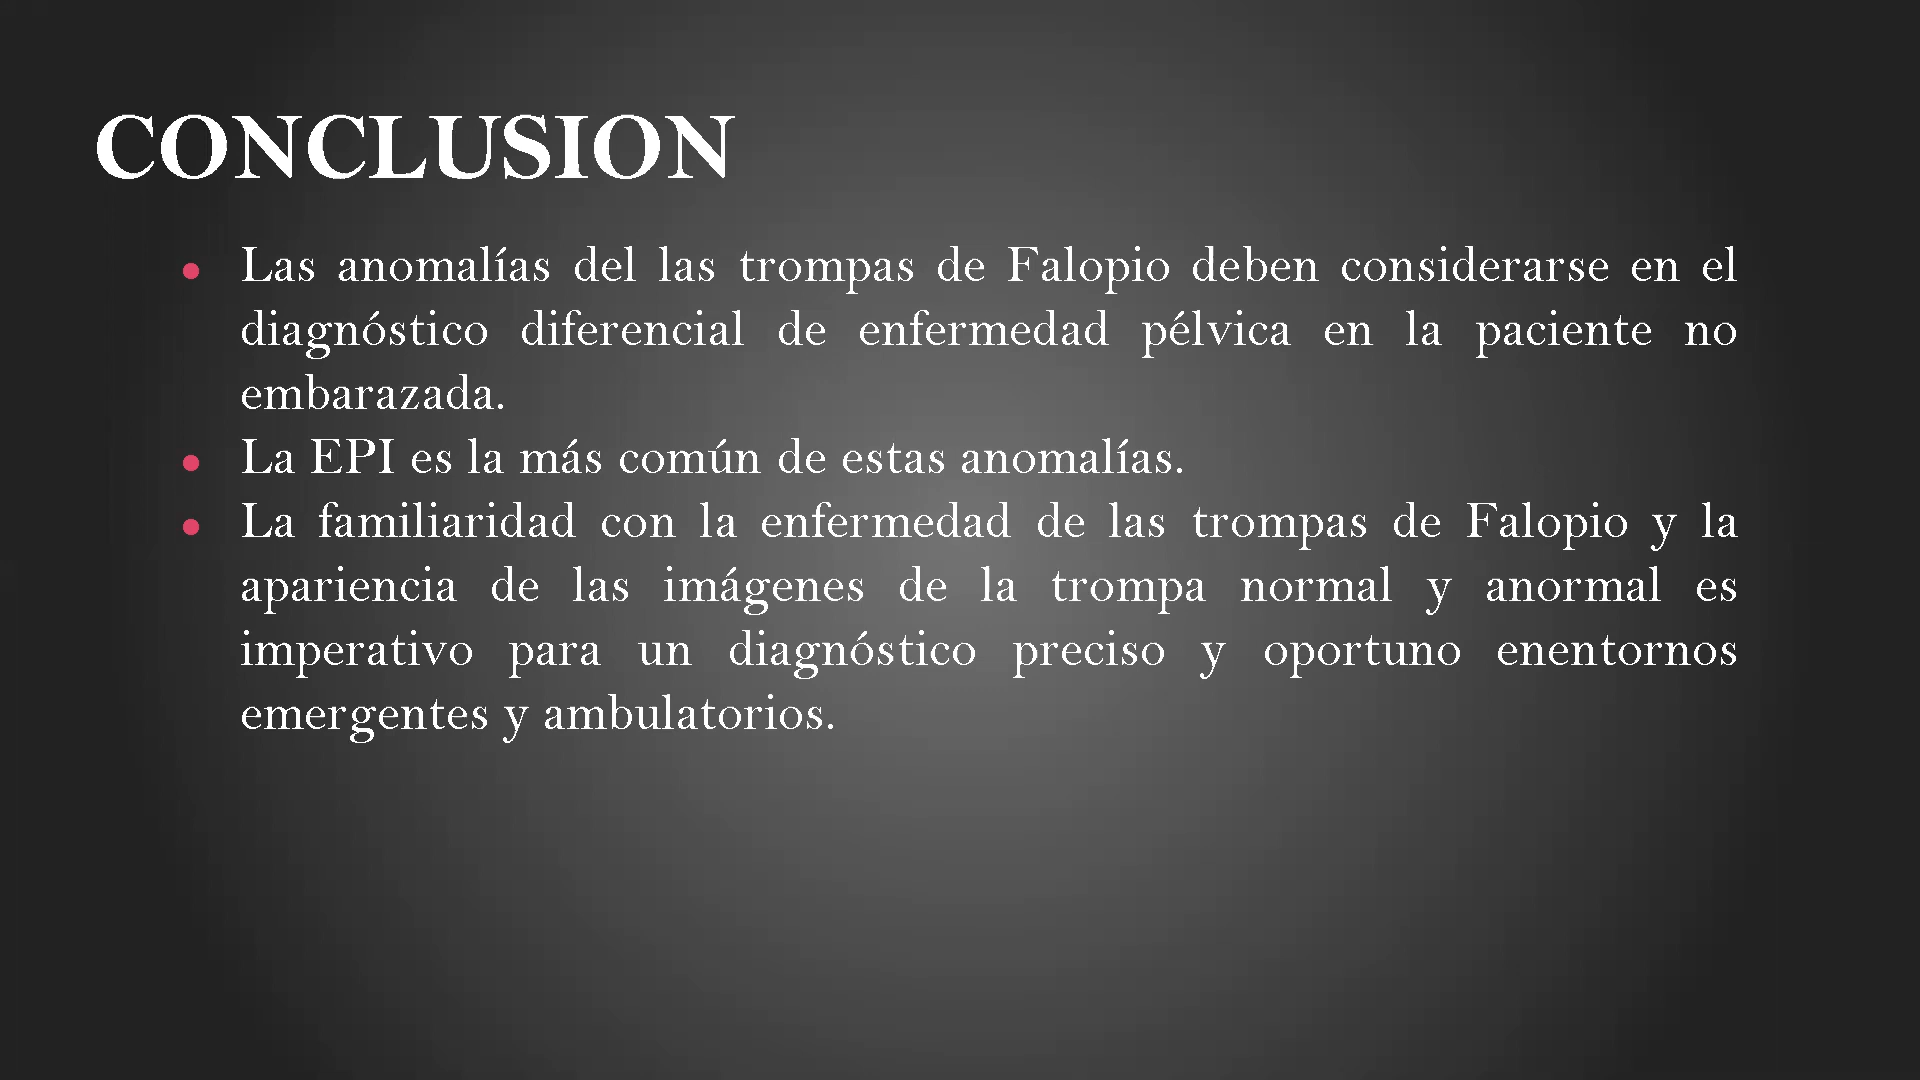 CONCLUSION
• Las anomalías del las trompas de Falopio deben considerarse en el
diagnóstico diferencial de enfermedad pélvica en la paciente no
embarazada.
• La EPI es la más común de estas anomalías.
• La familiaridad con la enfermedad de las trompas de Falopio y la
apariencia de las imágenes de la trompa normal y anormal es
imperativo para un diagnóstico preciso y oportuno enentornos
emergentes y ambulatorios.